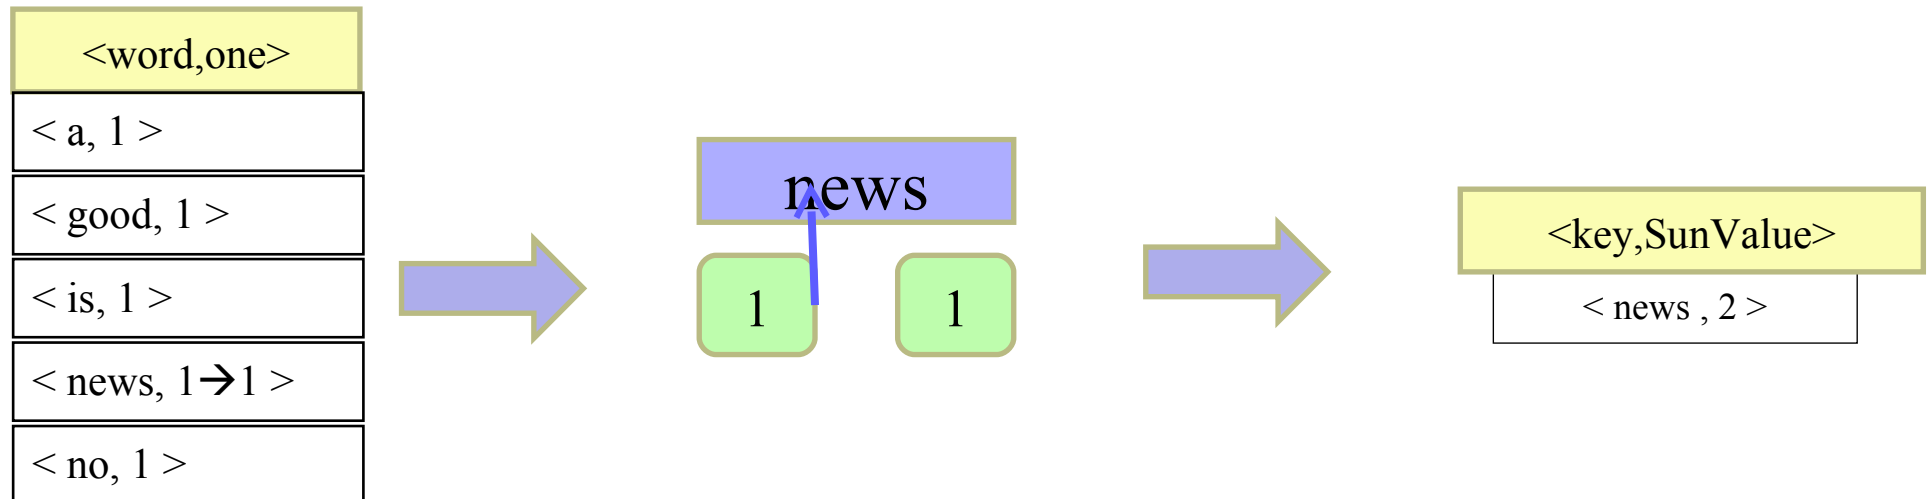 <word,one>
< a, 1 >
< good, 1 >
< is, 1 >
< news, 1→1 >
< no, 1 >
news
1
1
<key,SunValue>
< news , 2 >